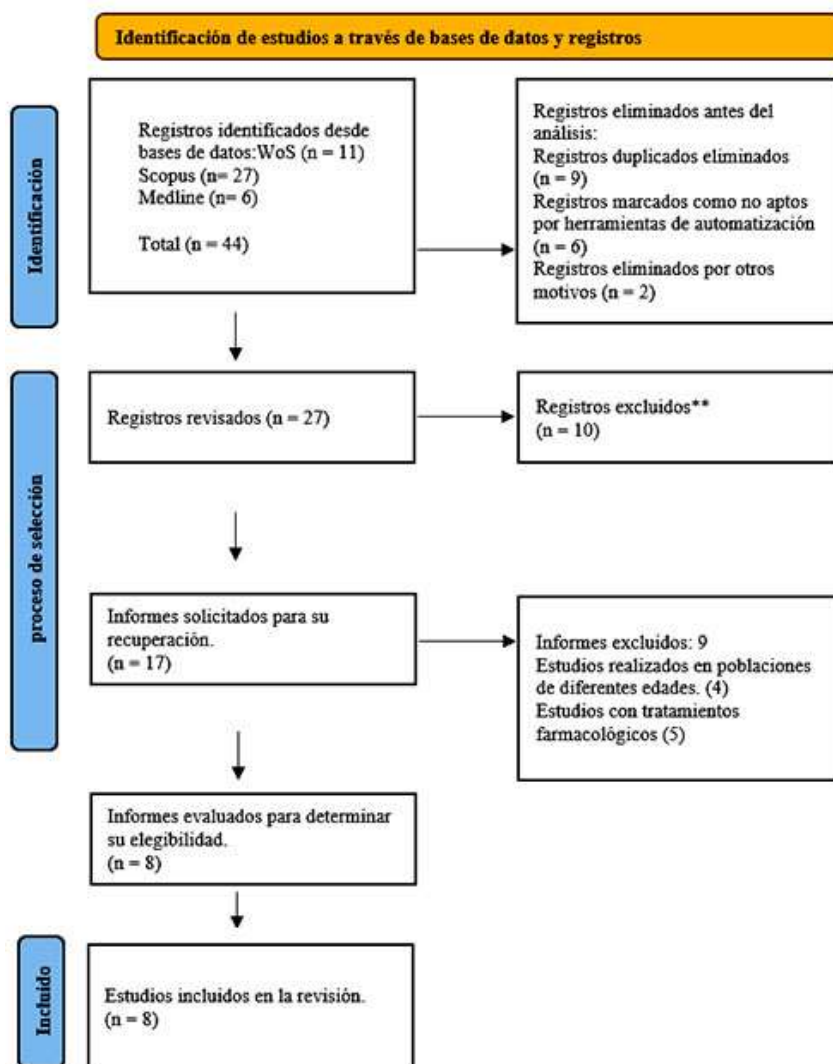 Identificación de estudios a través de bases de datos y registros
Identificación
Registros identificados desde
bases de datos:WoS (n = 11)
Scopus (n= 27)
Medline (n= 6)
Total (n = 44)
Registros eliminados antes del
análisis:
Registros duplicados eliminados
(n = 9)
Registros marcados como no aptos
por herramientas de automatización
(n = 6)
Registros eliminados por otros
motivos (n = 2)
proceso de selección
Registros revisados (n = 27)
Registros excluidos**
(n = 10)
Informes solicitados para su
recuperación.
(n = 17)
Informes excluidos: 9
Estudios realizados en poblaciones
de diferentes edades. (4)
Estudios con tratamientos
farmacológicos (5)
Informes evaluados para determinar
su elegibilidad.
(n = 8)
Incluido
Estudios incluidos en la revisión.
(n = 8)